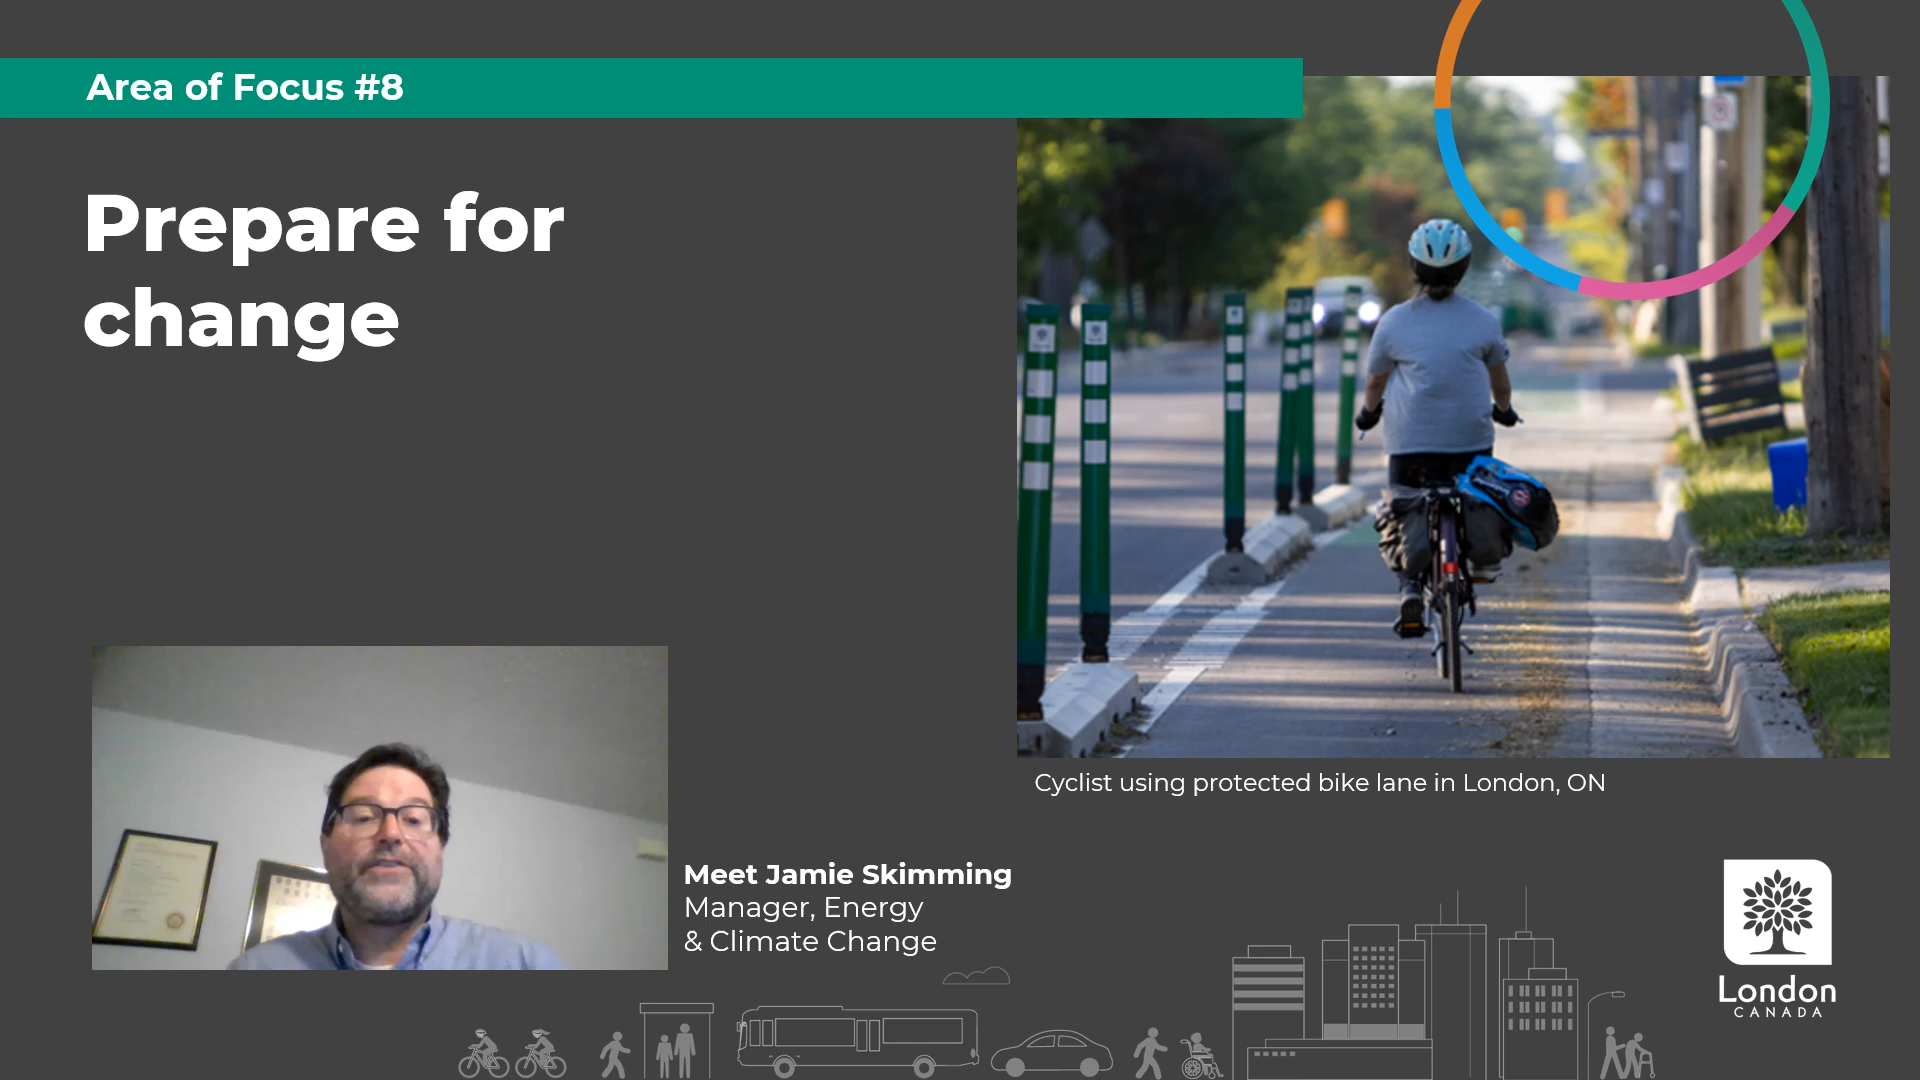 Area of Focus #8
Prepare for
change
Cyclist using protected bike lane in London, ON
Meet Jamie Skimming
Manager, Energy
& Climate Change
London
CANADA